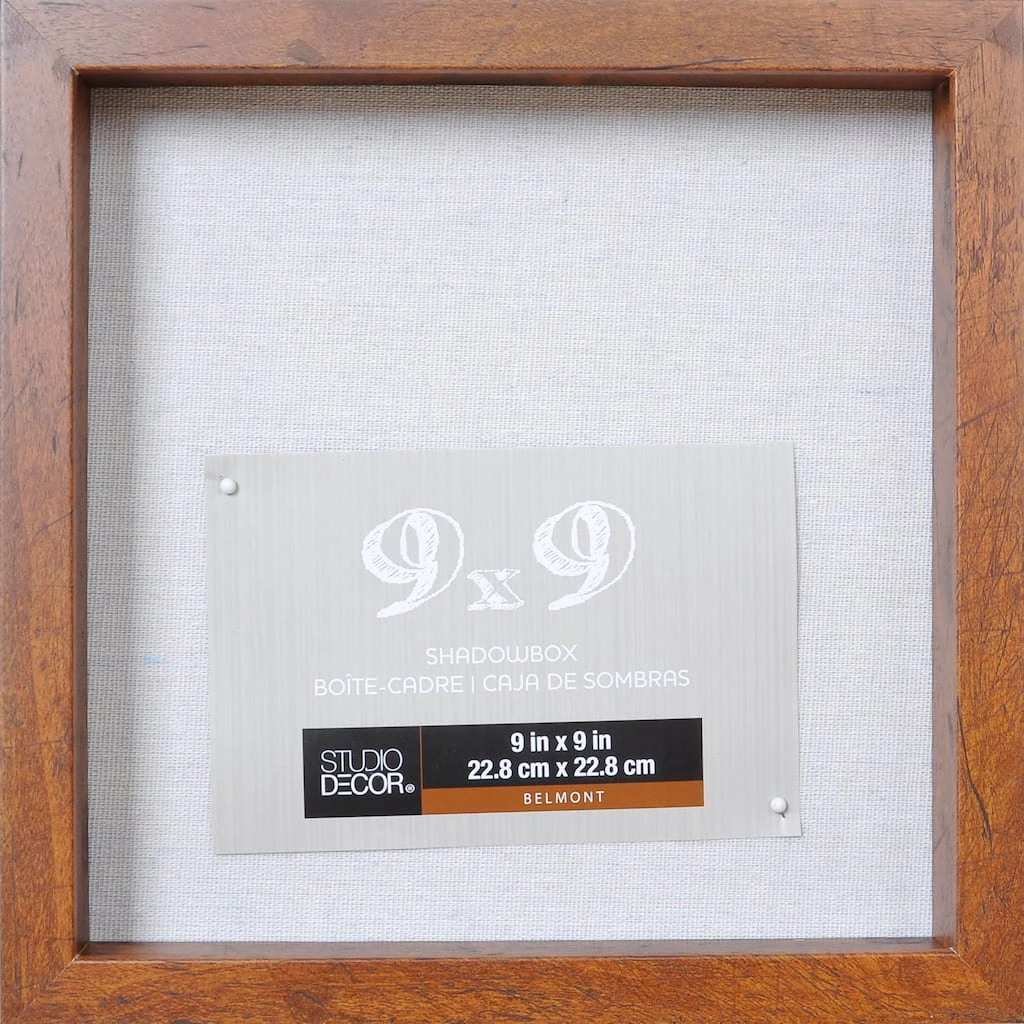 9x9
SHADOWBOX
BOÎTE-CADRE | CAJA DE SOMBRAS
STUDIO
DECOR®
9 in x 9 in
22.8 cm x 22.8 cm
BELMONT